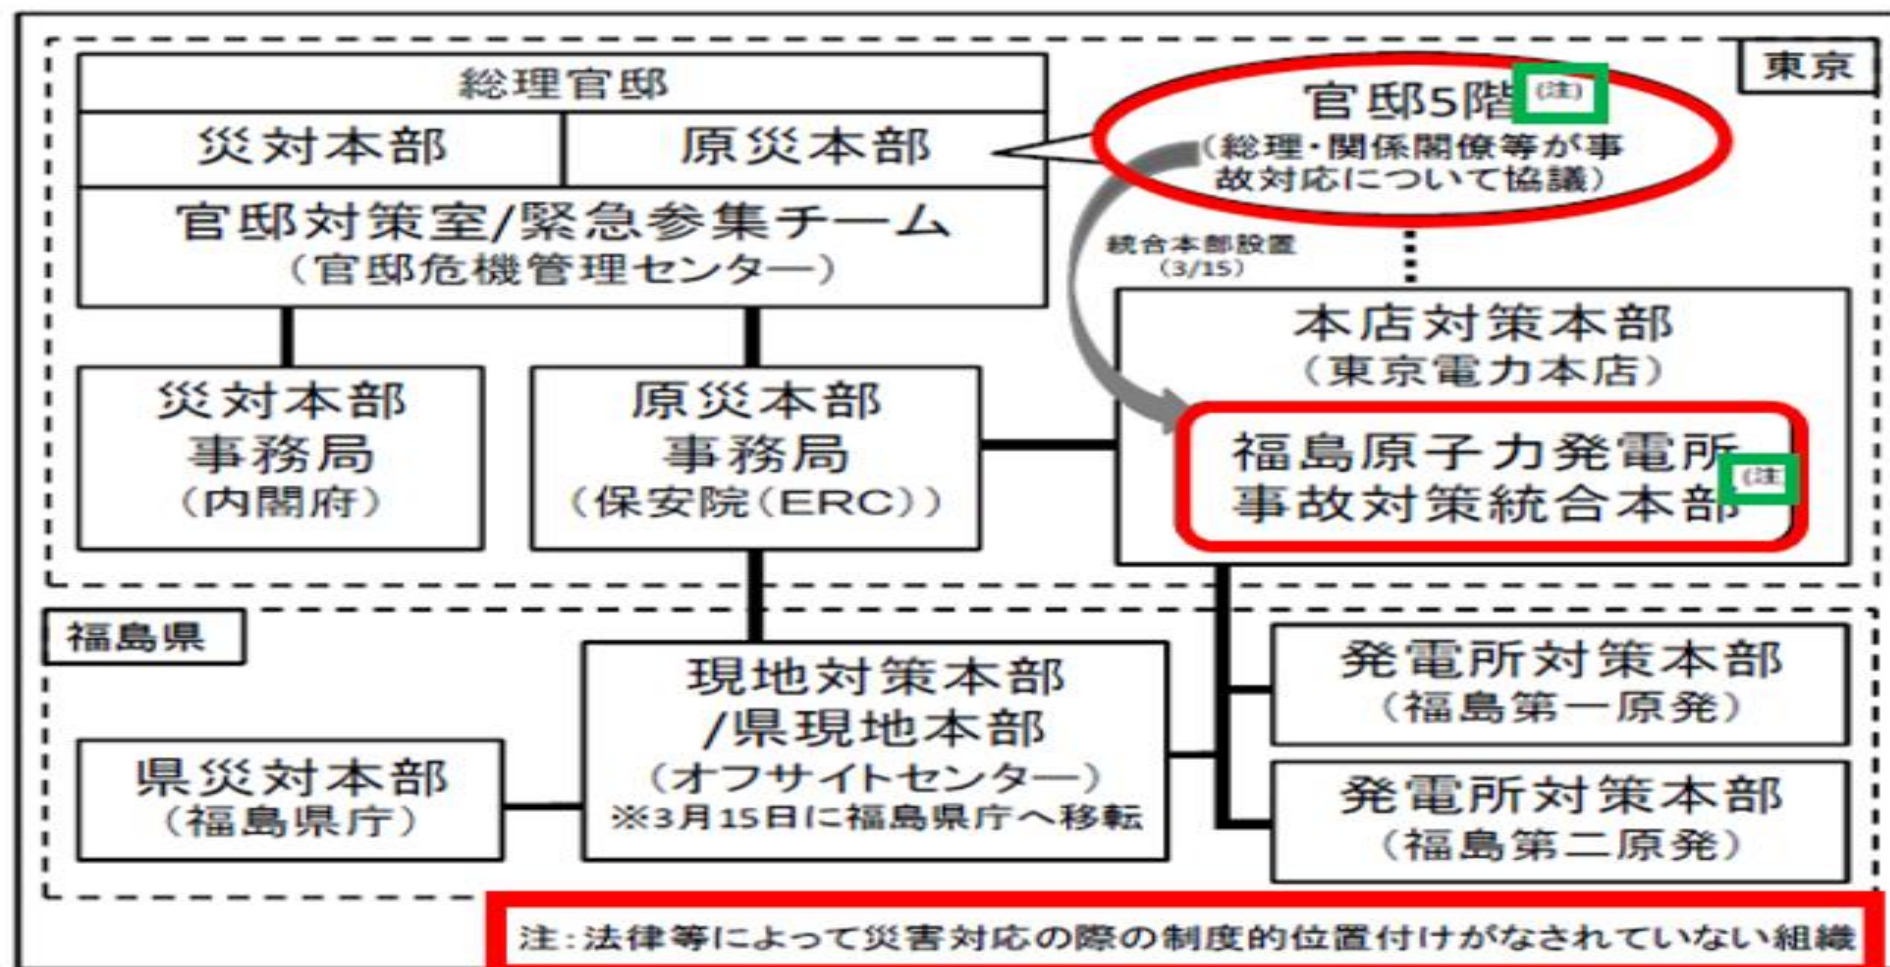 東京
総理官邸
災対本部
原災本部
官邸対策室/緊急参集チーム
（官邸危機管理センター）
官邸5階(注)
（総理・関係閣僚等が事
故対応について協議）
統合本部設置
（3/15）
災対本部
事務局
（内閣府）
原災本部
事務局
（保安院（ERC））
本店対策本部
（東京電力本店）
福島原子力発電所
事故対策統合本部(注
福島県
県災対本部
（福島県庁）
現地対策本部
/県現地本部
（オフサイトセンター）
※3月15日に福島県庁へ移転
発電所対策本部
（福島第一原発）
発電所対策本部
（福島第二原発）
注：法律等によって災害対応の際の制度的位置付けがなされていない組織